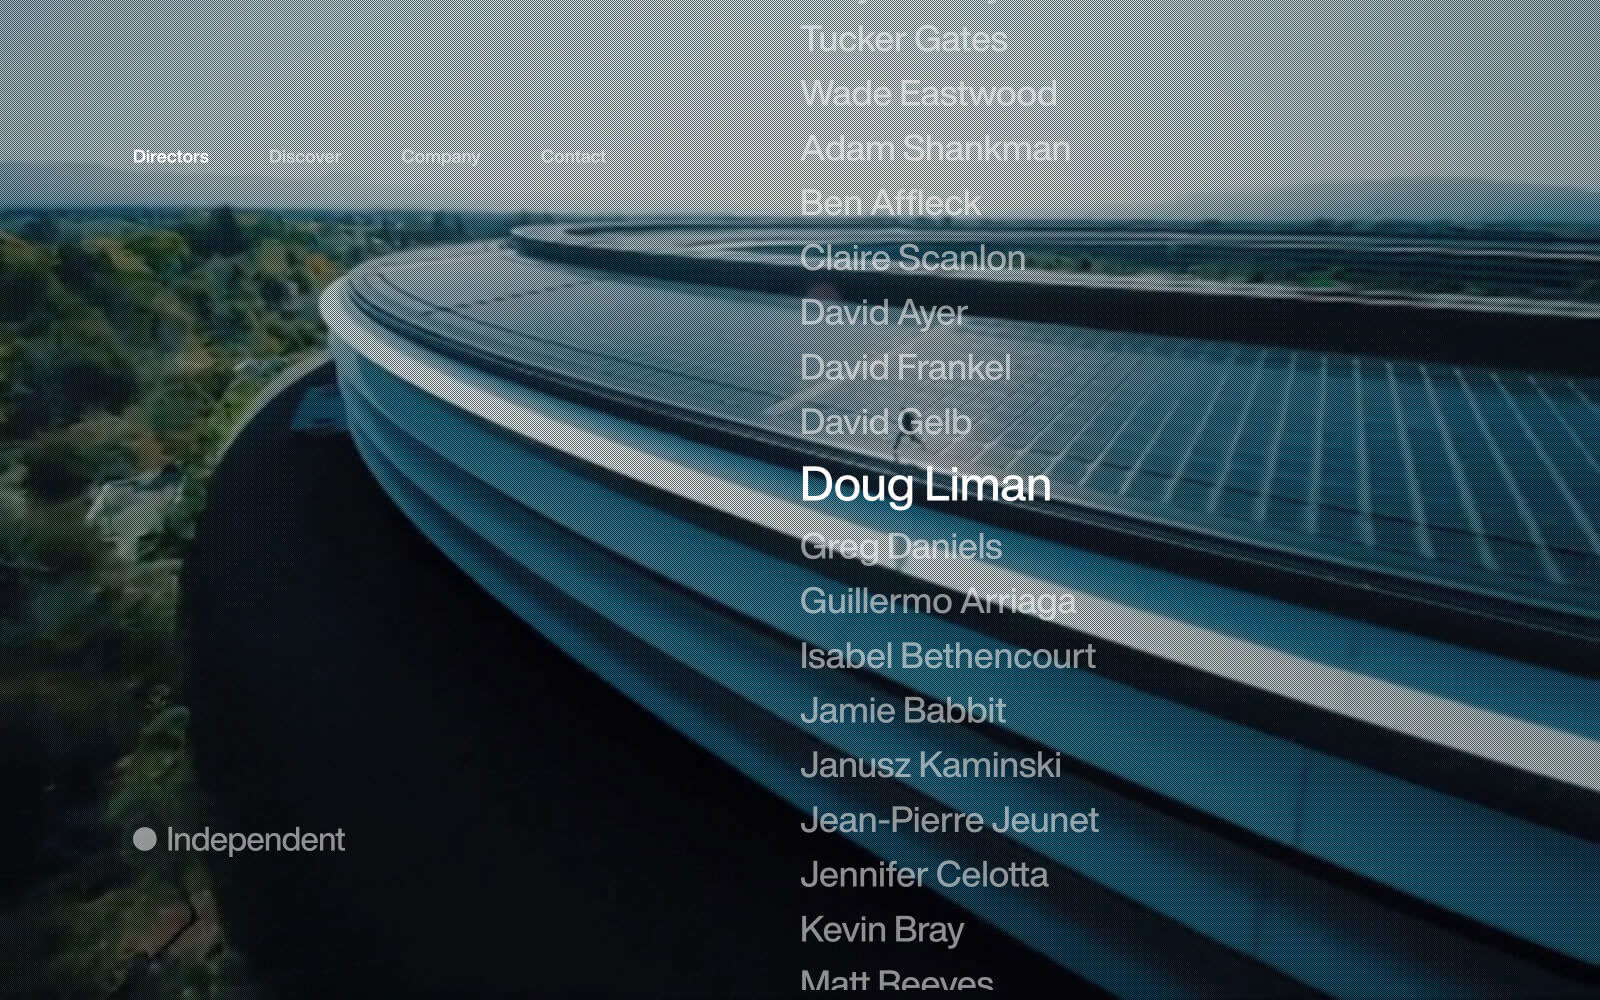 Directors
Discover
Company
Contact
Tucker Gates
Wade Eastwood
Adam Shankman
Ben Affleck
Claire Scanlon
David Ayer
David Frankel
David Gelb
Doug Liman
Greg Daniels
Guillermo Arriaga
Isabel Bethencourt
Jamie Babbit
Janusz Kaminski
Jean-Pierre Jeunet
Jennifer Celotta
Kevin Bray
Matt Reeves
Independent